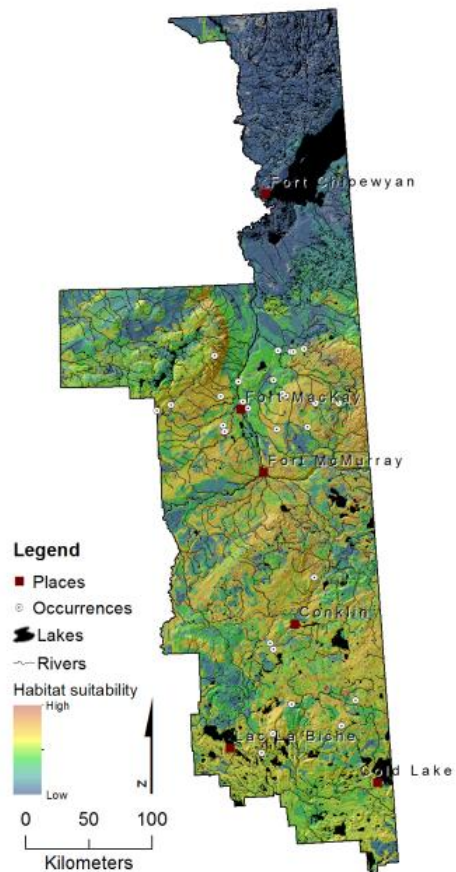 Fort Chipewyan
Fort MacKay
Fort McMurray
Legend
Places
Occurrences
Lakes
Rivers
Habitat suitability
High
Low
N
0 50 100
Kilometers
Conklin
Lac La Biche
Cold Lake